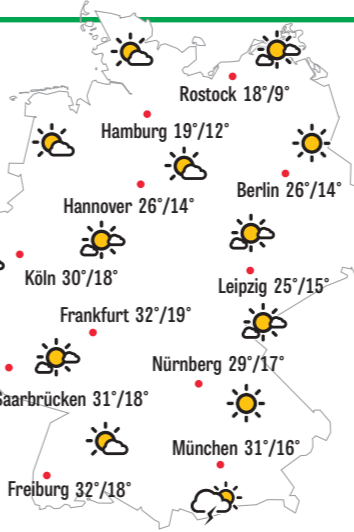 Rostock 18°/9°
Hamburg 19°/12°
Berlin 26°/14°
Hannover 26°/14°
Köln 30°/18°
Leipzig 25°/15°
Frankfurt 32°/19°
Nürnberg 29°/17°
Saarbrücken 31°/18°
München 31°/16°
Freiburg 32°/18°